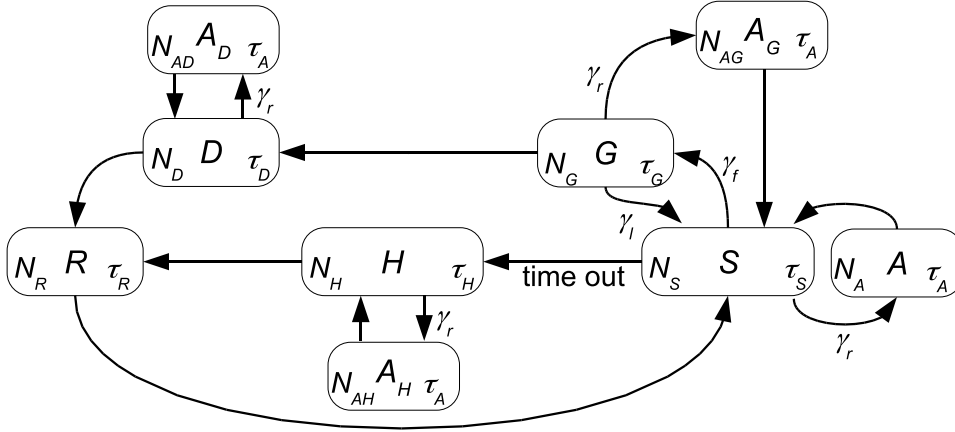 N_AD A_D τ_A
N_AG A_G τ_A
γ_r
γ_r
N_D D τ_D
N_G G τ_G
γ_f
γ_l
N_R R τ_R
N_H H τ_H
time out
N_S S τ_S
N_A A τ_A
γ_r
γ_r
N_AH A_H τ_A